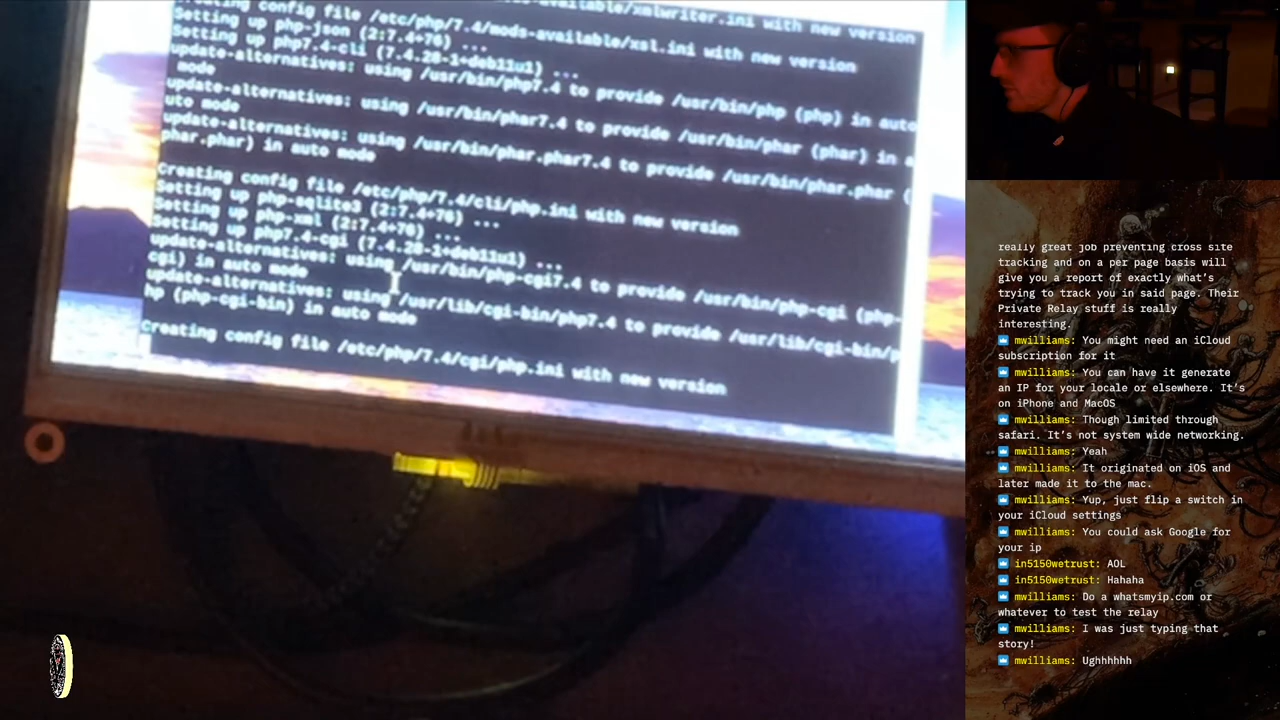 mods-available/xmlwriter.ini with new version
Creating config file /etc/php/7.4/mods-available/xsl.ini with new version
Setting up php-json (2:7.4+76) ...
Setting up php7.4-cli (7.4.28-1+deb11u1) ...
update-alternatives: using /usr/bin/php7.4 to provide /usr/bin/php (php) in auto
mode
update-alternatives: using /usr/bin/phar7.4 to provide /usr/bin/phar (phar) in a
uto mode
update-alternatives: using /usr/bin/phar.phar7.4 to provide /usr/bin/phar.phar (
phar.phar) in auto mode
Creating config file /etc/php/7.4/cli/php.ini with new version
Setting up php-sqlite3 (2:7.4+76) ...
Setting up php-xml (2:7.4+76) ...
Setting up php7.4-cgi (7.4.28-1+deb11u1) ...
update-alternatives: using /usr/bin/php-cgi7.4 to provide /usr/bin/php-cgi (php-
cgi) in auto mode
update-alternatives: using /usr/lib/cgi-bin/php7.4 to provide /usr/lib/cgi-bin/p
hp (php-cgi-bin) in auto mode
Creating config file /etc/php/7.4/cgi/php.ini with new version
really great job preventing cross site
tracking and on a per page basis will
give you a report of exactly what's
trying to track you in said page. Their
Private Relay stuff is really
interesting.
mwilliams: You might need an iCloud
subscription for it
mwilliams: You can have it generate
an IP for your locale or elsewhere. It's
on iPhone and MacOS
mwilliams: Though limited through
safari. It's not system wide networking.
mwilliams: Yeah
mwilliams: It originated on iOS and
later made it to the mac.
mwilliams: Yup, just flip a switch in
your iCloud settings
mwilliams: You could ask Google for
your ip
in5150wetrust: AOL
in5150wetrust: Hahaha
mwilliams: Do a whatsmyip.com or
whatever to test the relay
mwilliams: I was just typing that
story!
mwilliams: Ughhhhhh